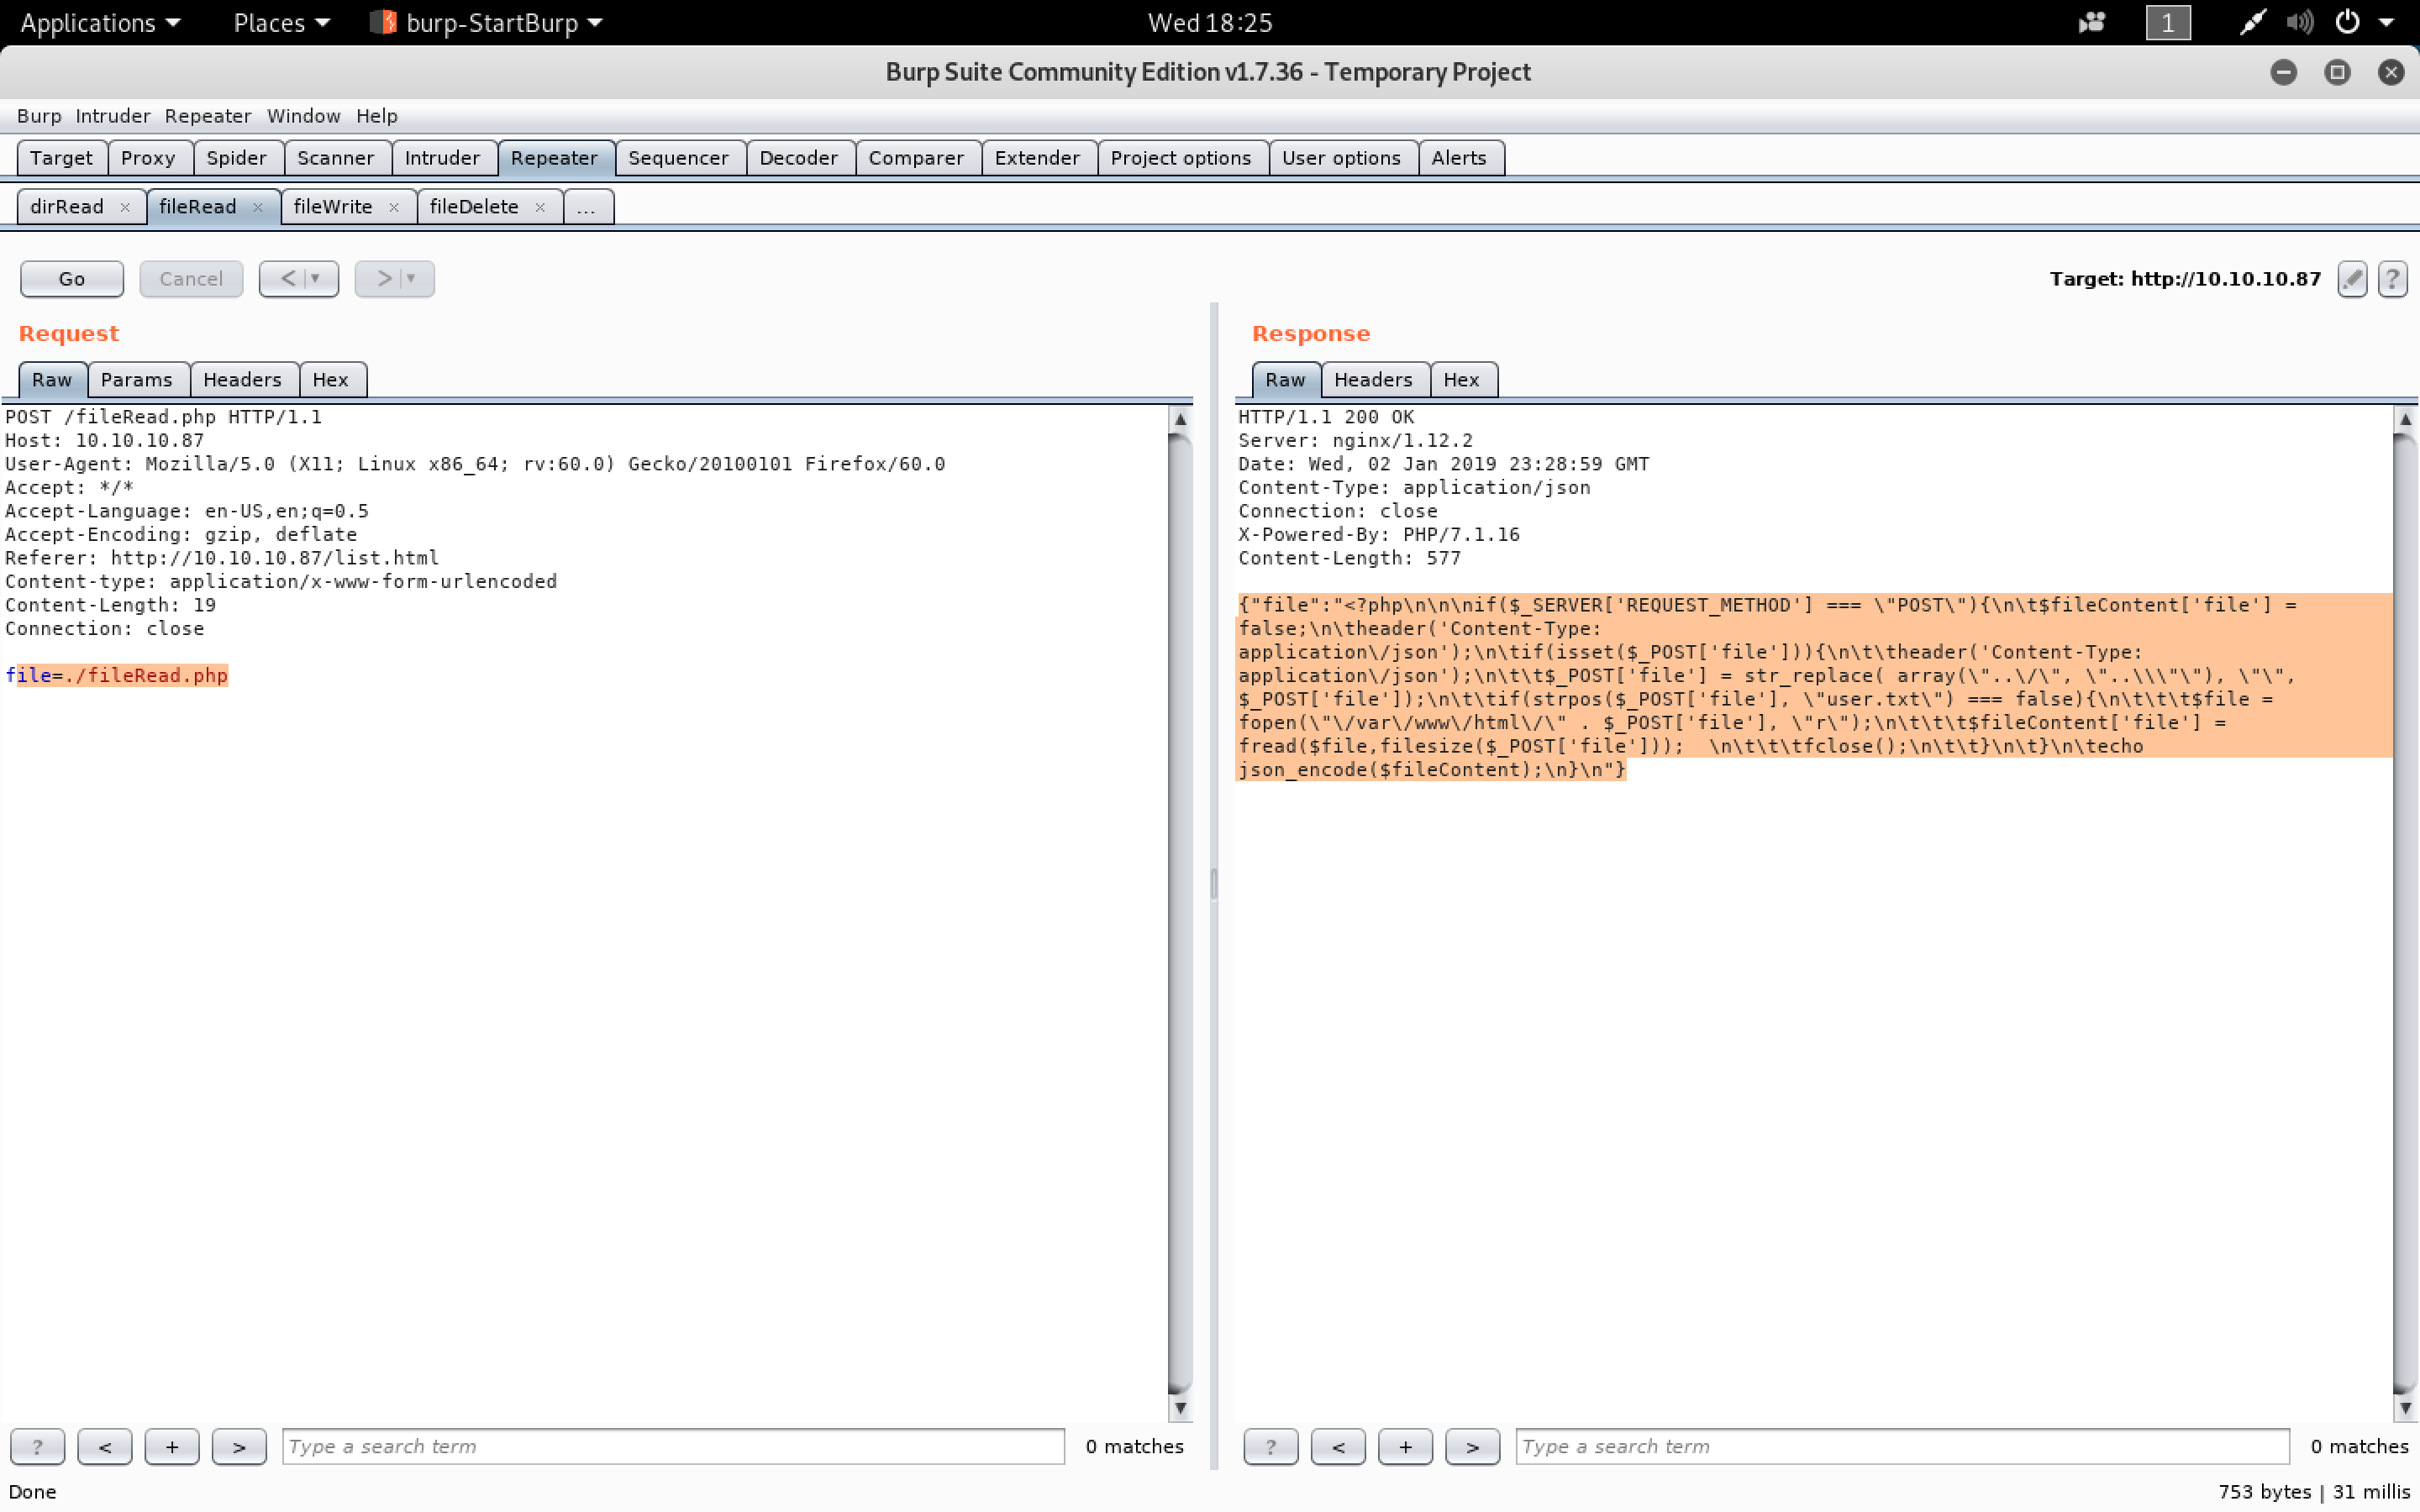 Applications Places burp-StartBurp Wed 18:25 1
Burp Suite Community Edition v1.7.36 - Temporary Project
Burp Intruder Repeater Window Help
Target Proxy Spider Scanner Intruder Repeater Sequencer Decoder Comparer Extender Project options User options Alerts
dirRead × fileRead × fileWrite × fileDelete × ...
Go Cancel < > Target: http://10.10.10.87 ?
Request
Raw Params Headers Hex
POST /fileRead.php HTTP/1.1
Host: 10.10.10.87
User-Agent: Mozilla/5.0 (X11; Linux x86_64; rv:60.0) Gecko/20100101 Firefox/60.0
Accept: */*
Accept-Language: en-US,en;q=0.5
Accept-Encoding: gzip, deflate
Referer: http://10.10.10.87/list.html
Content-type: application/x-www-form-urlencoded
Content-Length: 19
Connection: close
file=./fileRead.php
? < + > Type a search term 0 matches
Response
Raw Headers Hex
HTTP/1.1 200 OK
Server: nginx/1.12.2
Date: Wed, 02 Jan 2019 23:28:59 GMT
Content-Type: application/json
Connection: close
X-Powered-By: PHP/7.1.16
Content-Length: 577
{"file":"<?php\n\n\nif($_SERVER['REQUEST_METHOD'] === \"POST\"){\n\t$fileContent['file'] =
false;\n\theader('Content-Type:
application\/json');\n\tif(isset($_POST['file'])){\n\t\theader('Content-Type:
application\/json');\n\t\t$_POST['file'] = str_replace( array(\"..\/\", \"..\\\"\"), \"\",
$_POST['file']);\n\t\tif(strpos($_POST['file'], \"user.txt\") === false){\n\t\t\t$file =
fopen(\"\/var\/www\/html\/\" . $_POST['file'], \"r\");\n\t\t\t$fileContent['file'] =
fread($file,filesize($_POST['file']));  \n\t\t\tfclose();\n\t\t}\n\t}\n\techo
json_encode($fileContent);\n}\n"}
? < + > Type a search term 0 matches
Done 753 bytes | 31 millis